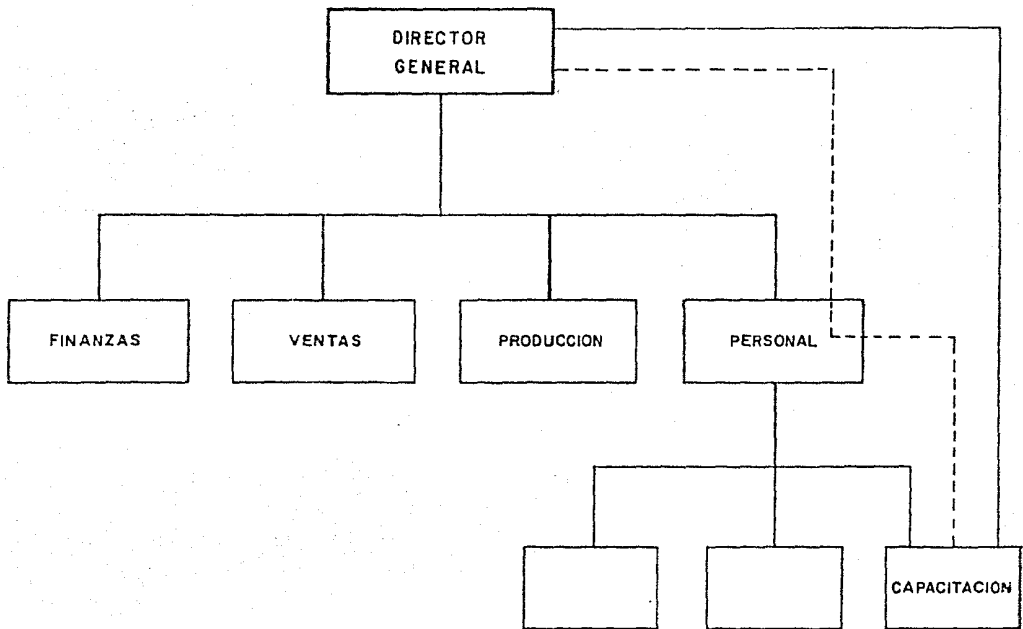 DIRECTOR
GENERAL
FINANZAS
VENTAS
PRODUCCION
PERSONAL
CAPACITACION